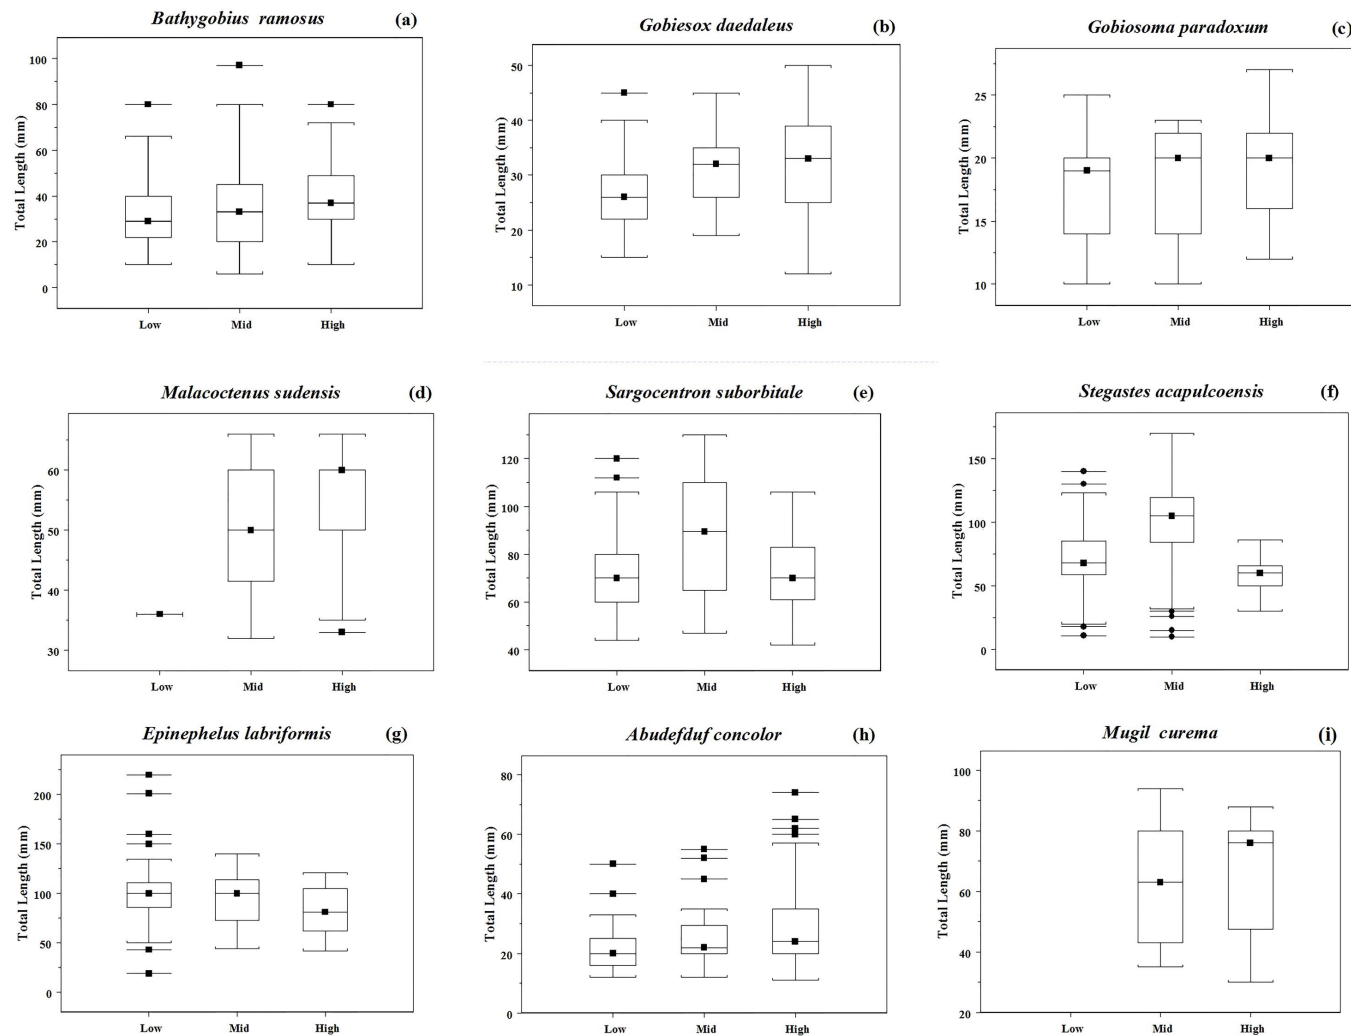 Bathygobius ramosus (a)
Total Length (mm)
100
80
60
40
20
0
Low Mid High
Gobiesox daedaleus (b)
Total Length (mm)
50
40
30
20
10
Low Mid High
Gobiosoma paradoxum (c)
Total Length (mm)
25
20
15
10
Low Mid High
Malacoctenus sudensis (d)
Total Length (mm)
60
50
40
30
Low Mid High
Sargocentron suborbitale (e)
Total Length (mm)
120
100
80
60
40
Low Mid High
Stegastes acapulcoensis (f)
Total Length (mm)
150
100
50
0
Low Mid High
Epinephelus labriformis (g)
Total Length (mm)
200
150
100
50
0
Low Mid High
Abudefduf concolor (h)
Total Length (mm)
80
60
40
20
0
Low Mid High
Mugil curema (i)
Total Length (mm)
100
80
60
40
20
Low Mid High